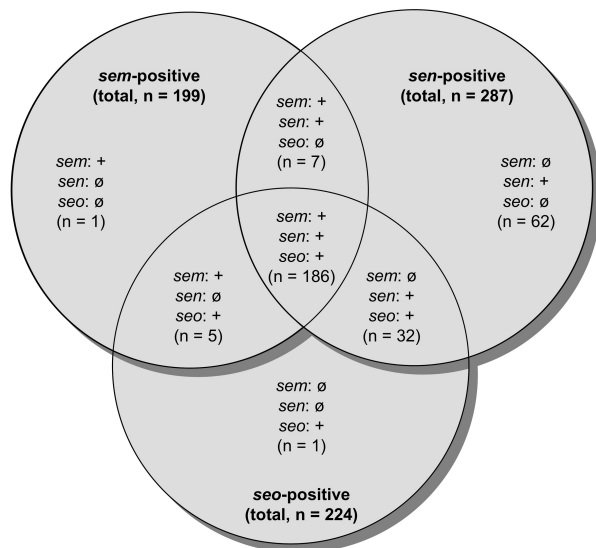 sem-positive
(total, n = 199)
sen-positive
(total, n = 287)
sem: +
sen: +
seo: ø
(n = 7)
sem: +
sen: ø
seo: ø
(n = 1)
sem: ø
sen: +
seo: ø
(n = 62)
sem: +
sen: +
seo: +
(n = 186)
sem: +
sen: ø
seo: +
(n = 5)
sem: ø
sen: +
seo: +
(n = 32)
sem: ø
sen: ø
seo: +
(n = 1)
seo-positive
(total, n = 224)